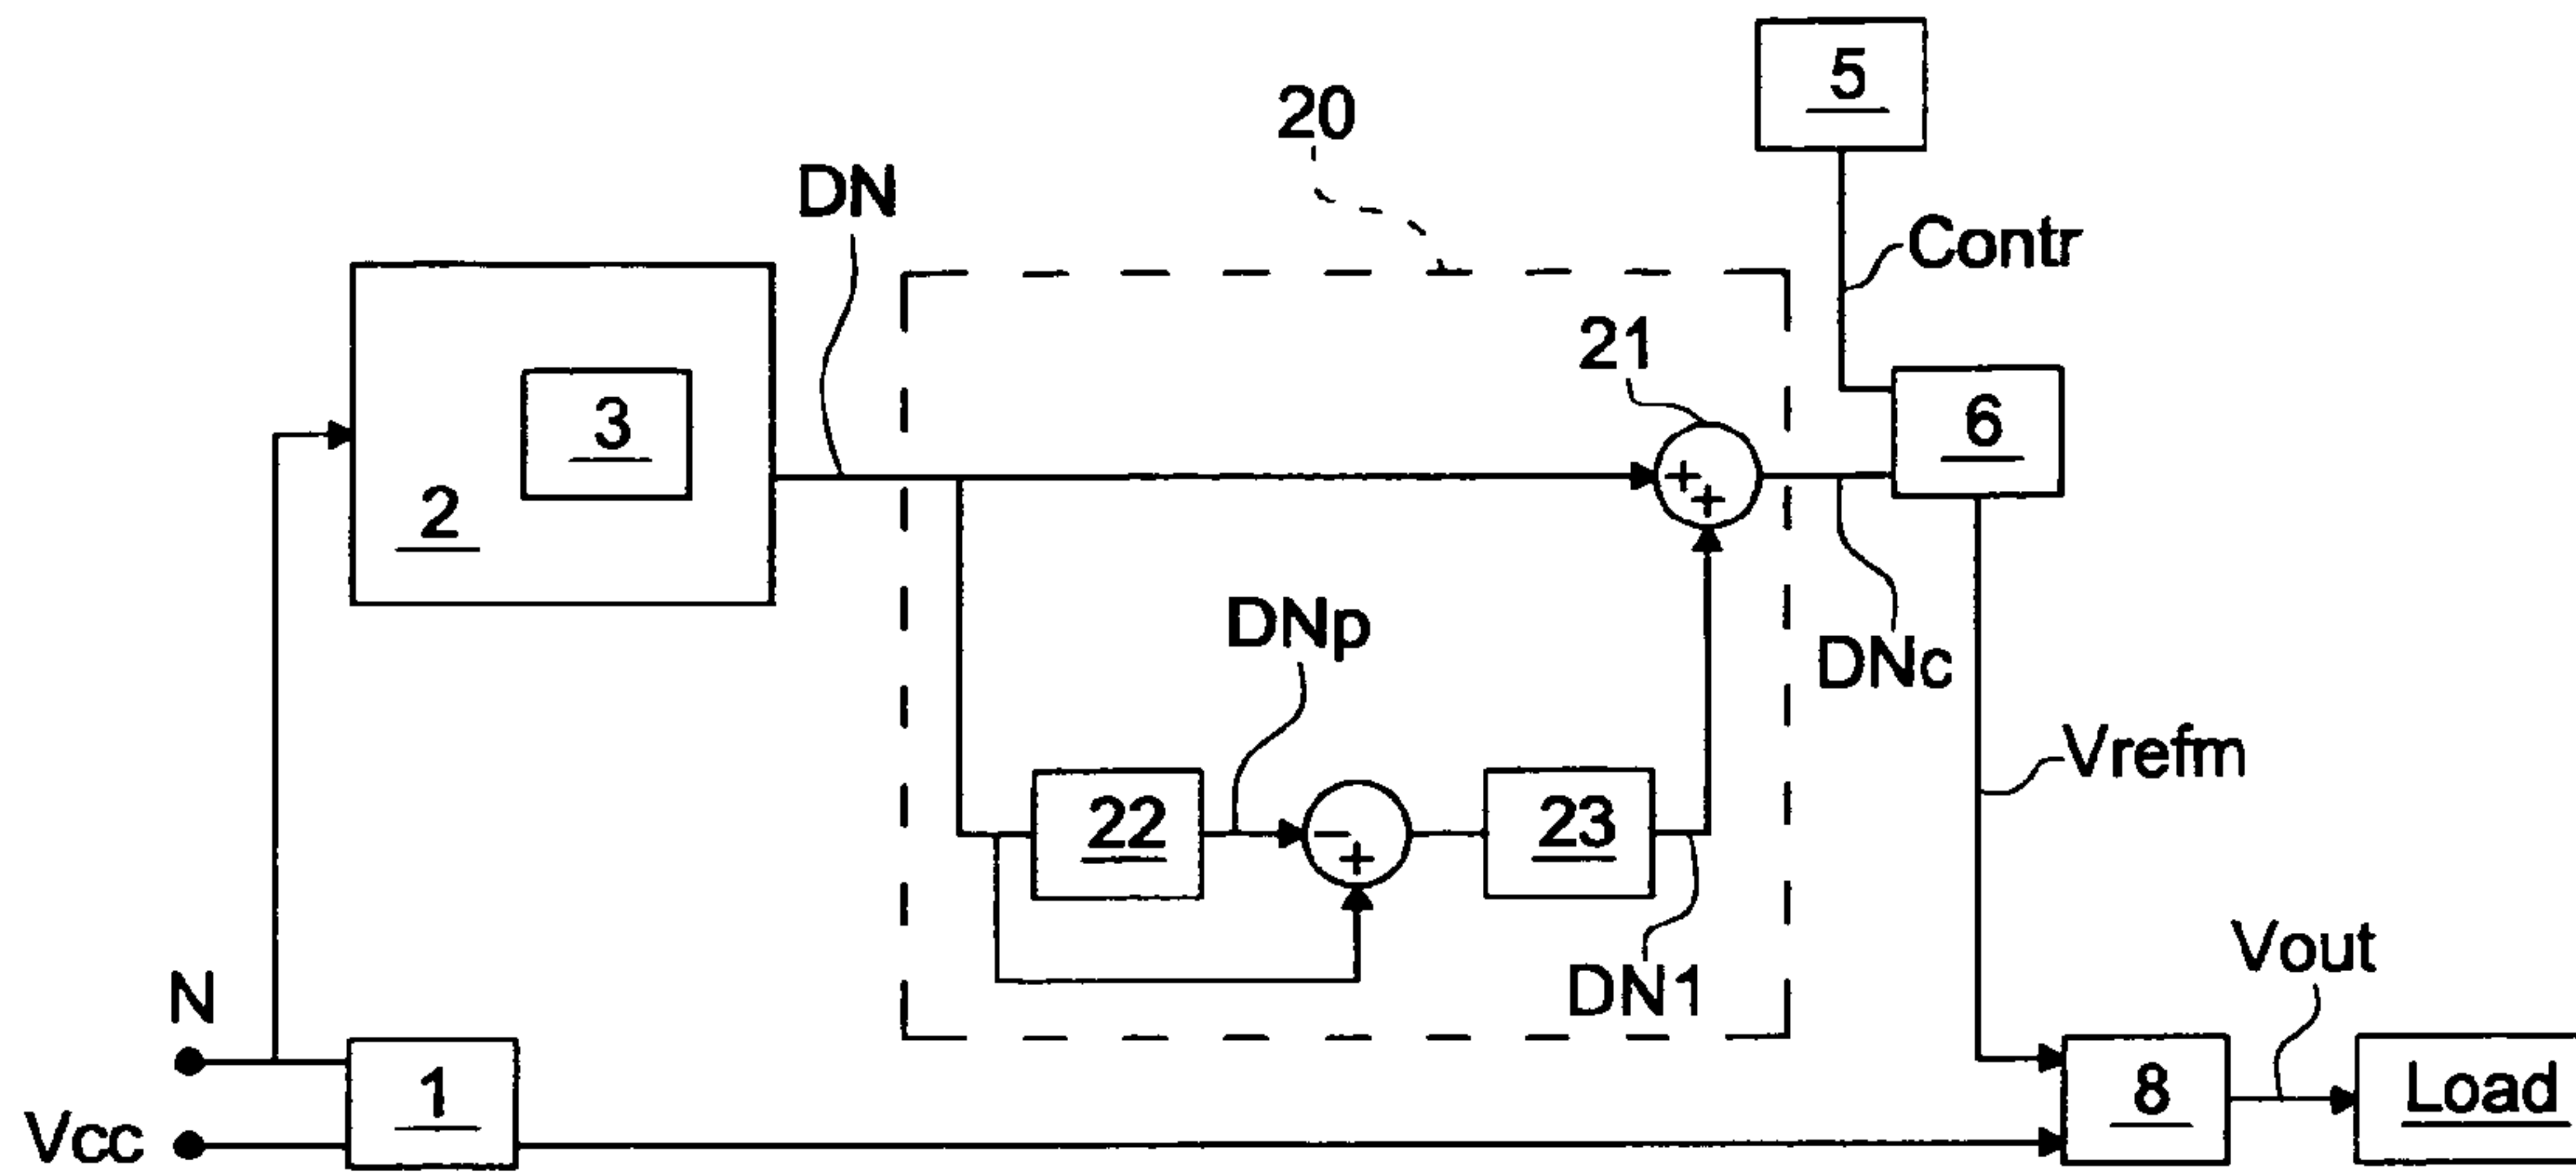 5
20
DN
Contr
21
3
6
2
+
+
DNp
DNc
Vrefm
22
−
+
23
DN1
Vout
N
1
8
Load
Vcc